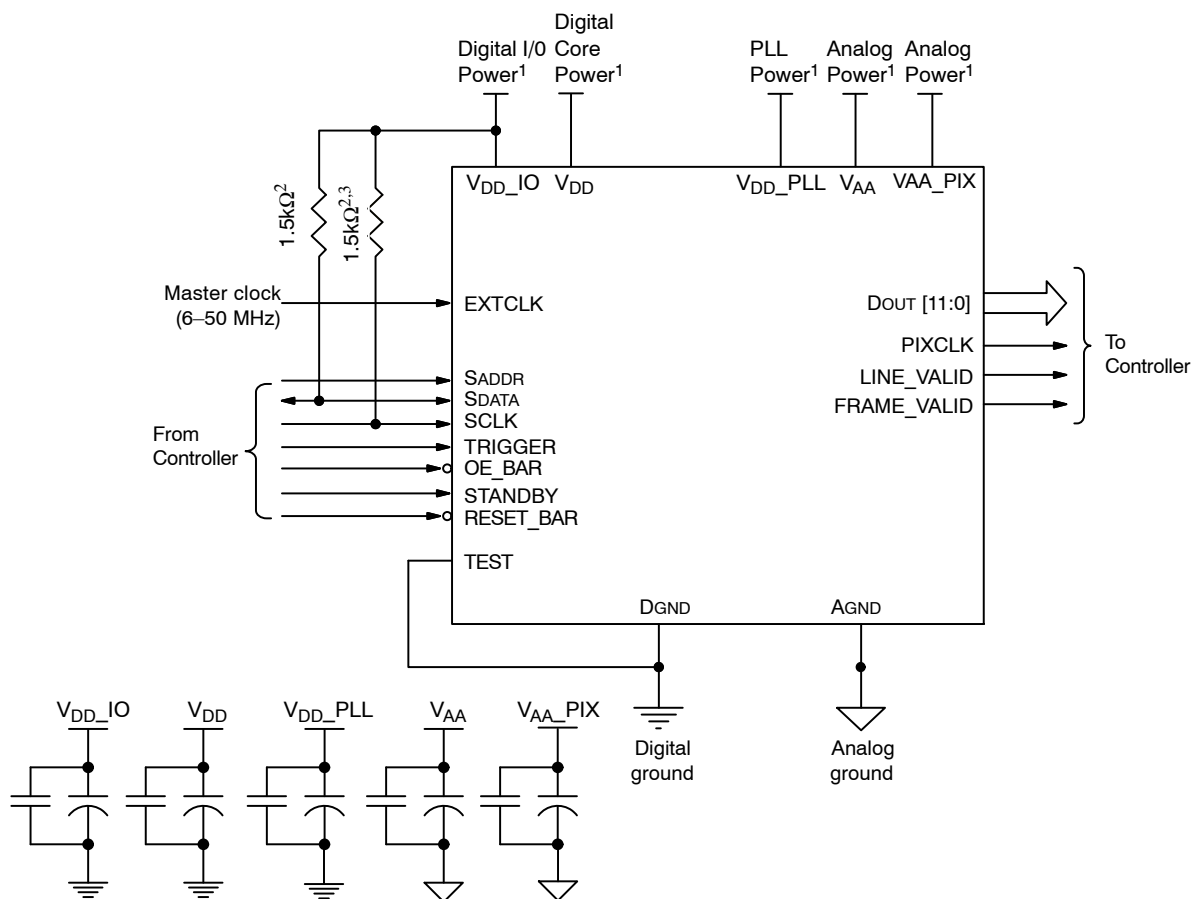 Digital I/0
Power1
Digital
Core
Power1
PLL
Power1
Analog
Power1
Analog
Power1
1.5kΩ2
1.5kΩ2,3
VDD_IO
VDD
VDD_PLL
VAA
VAA_PIX
Master clock
(6–50 MHz)
EXTCLK
DOUT [11:0]
PIXCLK
LINE_VALID
FRAME_VALID
To
Controller
From
Controller
SADDR
SDATA
SCLK
TRIGGER
OE_BAR
STANDBY
RESET_BAR
TEST
DGND
AGND
Digital
ground
Analog
ground
VDD_IO
VDD
VDD_PLL
VAA
VAA_PIX